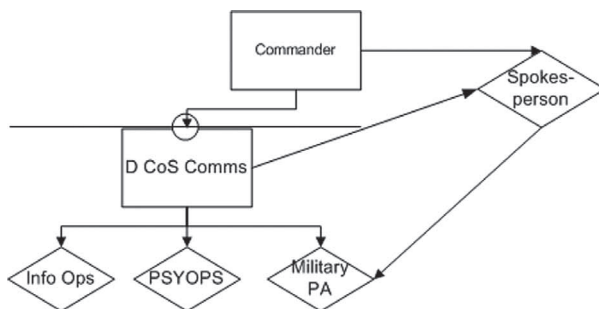 Commander
Spokes-
person
D CoS Comms
Info Ops
PSYOPS
Military
PA